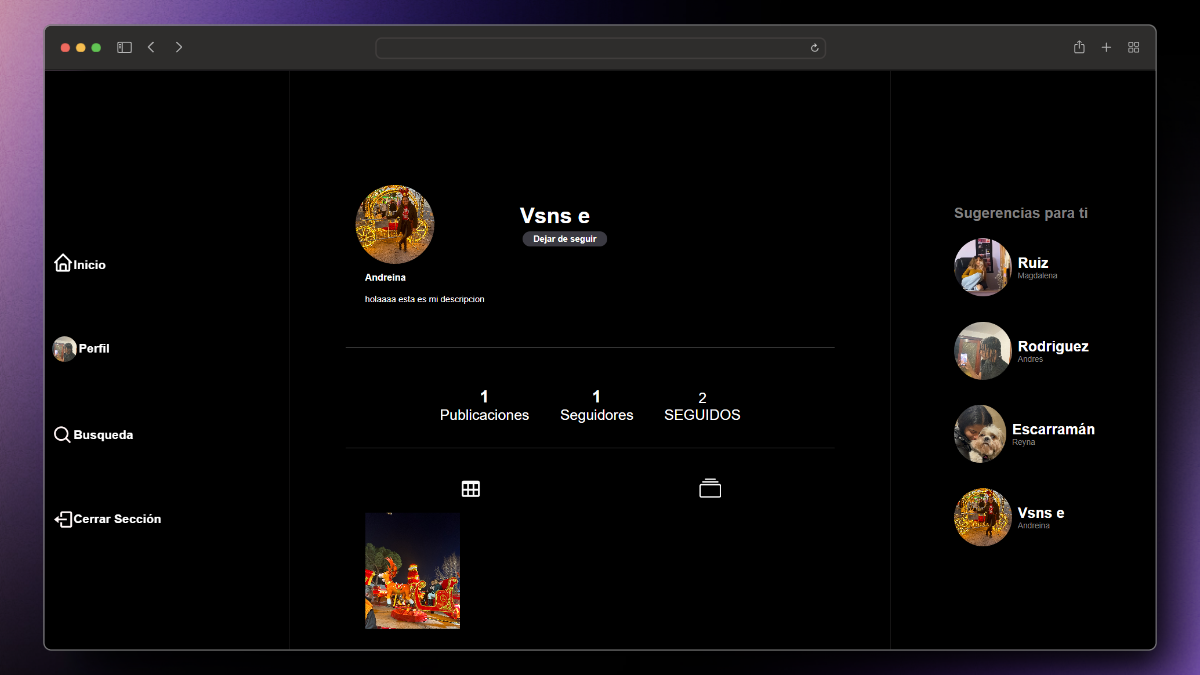 Inicio
Perfil
Busqueda
Cerrar Sección
Vsns e
Dejar de seguir
Andreina
holaaaa esta es mi descripcion
1
Publicaciones
1
Seguidores
2
SEGUIDOS
Sugerencias para ti
Ruiz
Magdalena
Rodriguez
Andres
Escarramán
Reyna
Vsns e
Andreina